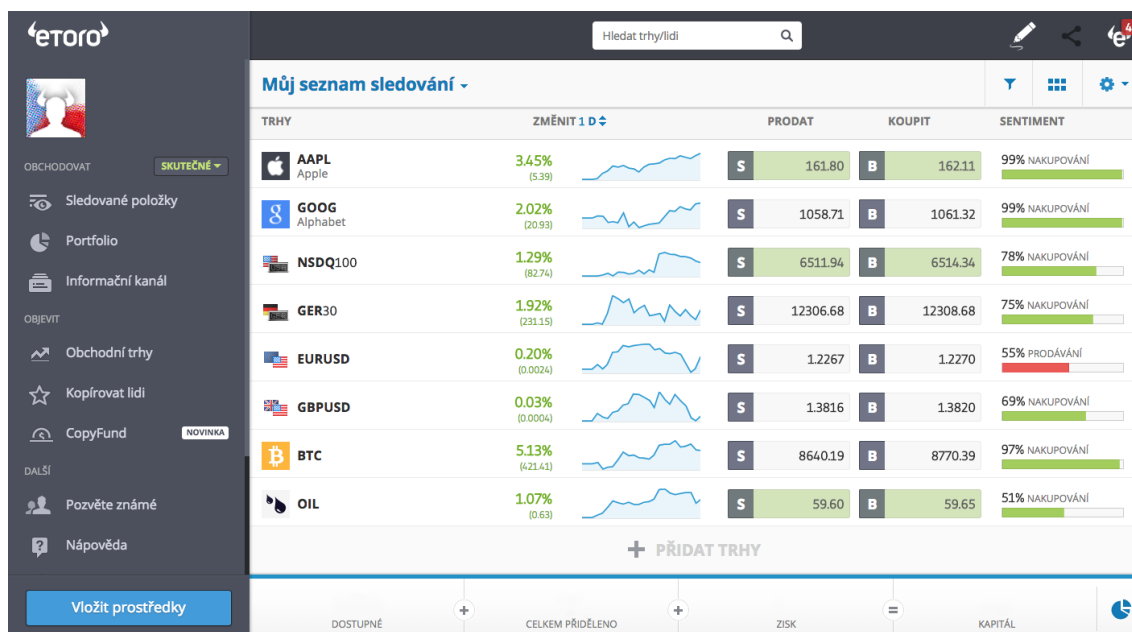 eToro
Hledat trhy/lidi
4
OBCHODOVAT
SKUTEČNÉ
Sledované položky
Portfolio
Informační kanál
OBJEVIT
Obchodní trhy
Kopírovat lidi
CopyFund
NOVINKA
DALŠÍ
Pozvěte známé
Nápověda
Vložit prostředky
Můj seznam sledování
TRHY ZMĚNIT 1 D PRODAT KOUPIT SENTIMENT
AAPL 3.45% S 161.80 B 162.11 99% NAKUPOVÁNÍ
Apple (5.39)
GOOG 2.02% S 1058.71 B 1061.32 99% NAKUPOVÁNÍ
Alphabet (20.93)
NSDQ100 1.29% S 6511.94 B 6514.34 78% NAKUPOVÁNÍ
(82.74)
GER30 1.92% S 12306.68 B 12308.68 75% NAKUPOVÁNÍ
(231.15)
EURUSD 0.20% S 1.2267 B 1.2270 55% PRODÁVÁNÍ
(0.0024)
GBPUSD 0.03% S 1.3816 B 1.3820 69% NAKUPOVÁNÍ
(0.0004)
BTC 5.13% S 8640.19 B 8770.39 97% NAKUPOVÁNÍ
(421.41)
OIL 1.07% S 59.60 B 59.65 51% NAKUPOVÁNÍ
(0.63)
+ PŘIDAT TRHY
DOSTUPNÉ + CELKEM PŘIDĚLENO + ZISK = KAPITÁL